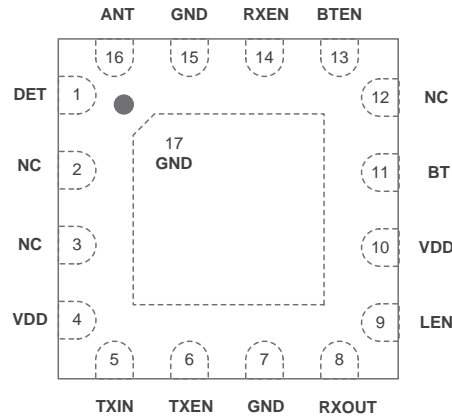 ANT GND RXEN BTEN
16 15 14 13
DET 1 12 NC
17
GND
NC 2 11 BT
NC 3 10 VDD
VDD 4 9 LEN
5 6 7 8
TXIN TXEN GND RXOUT